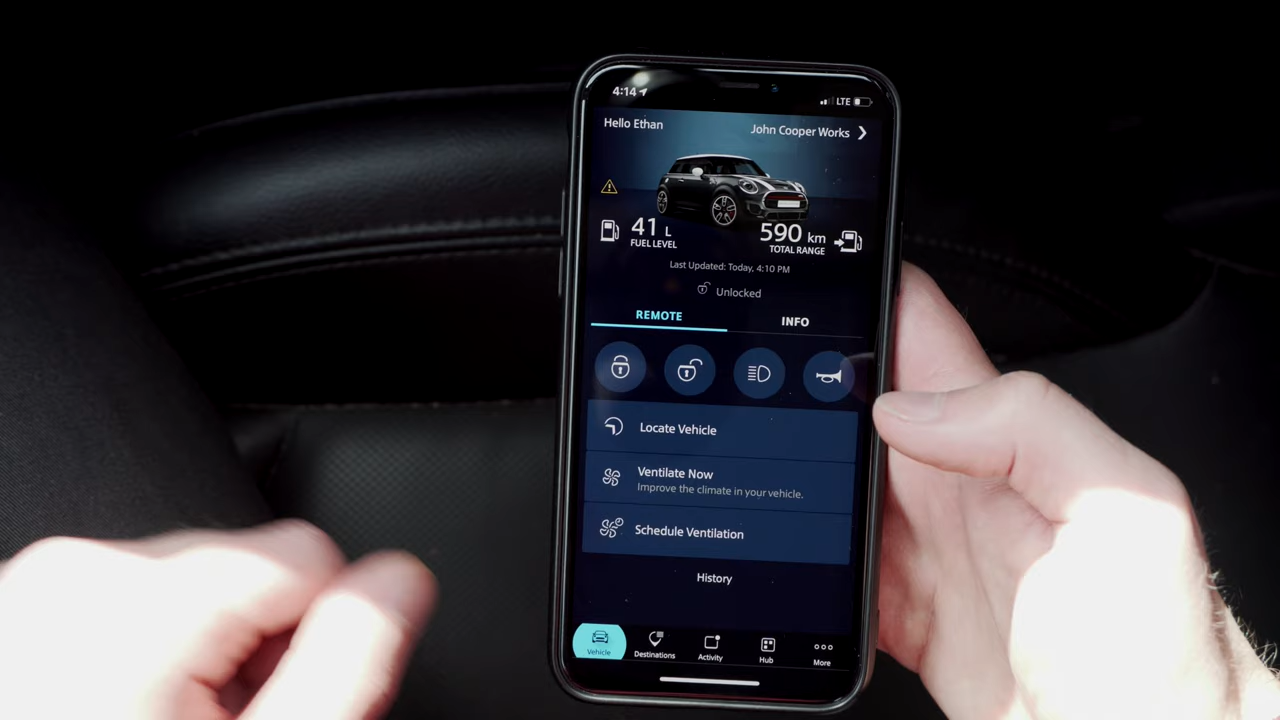 4:14
LTE
Hello Ethan
John Cooper Works
41 L
FUEL LEVEL
590 km
TOTAL RANGE
Last Updated: Today, 4:10 PM
Unlocked
REMOTE
INFO
Locate Vehicle
Ventilate Now
Improve the climate in your vehicle.
Schedule Ventilation
History
Vehicle
Destinations
Activity
Hub
More